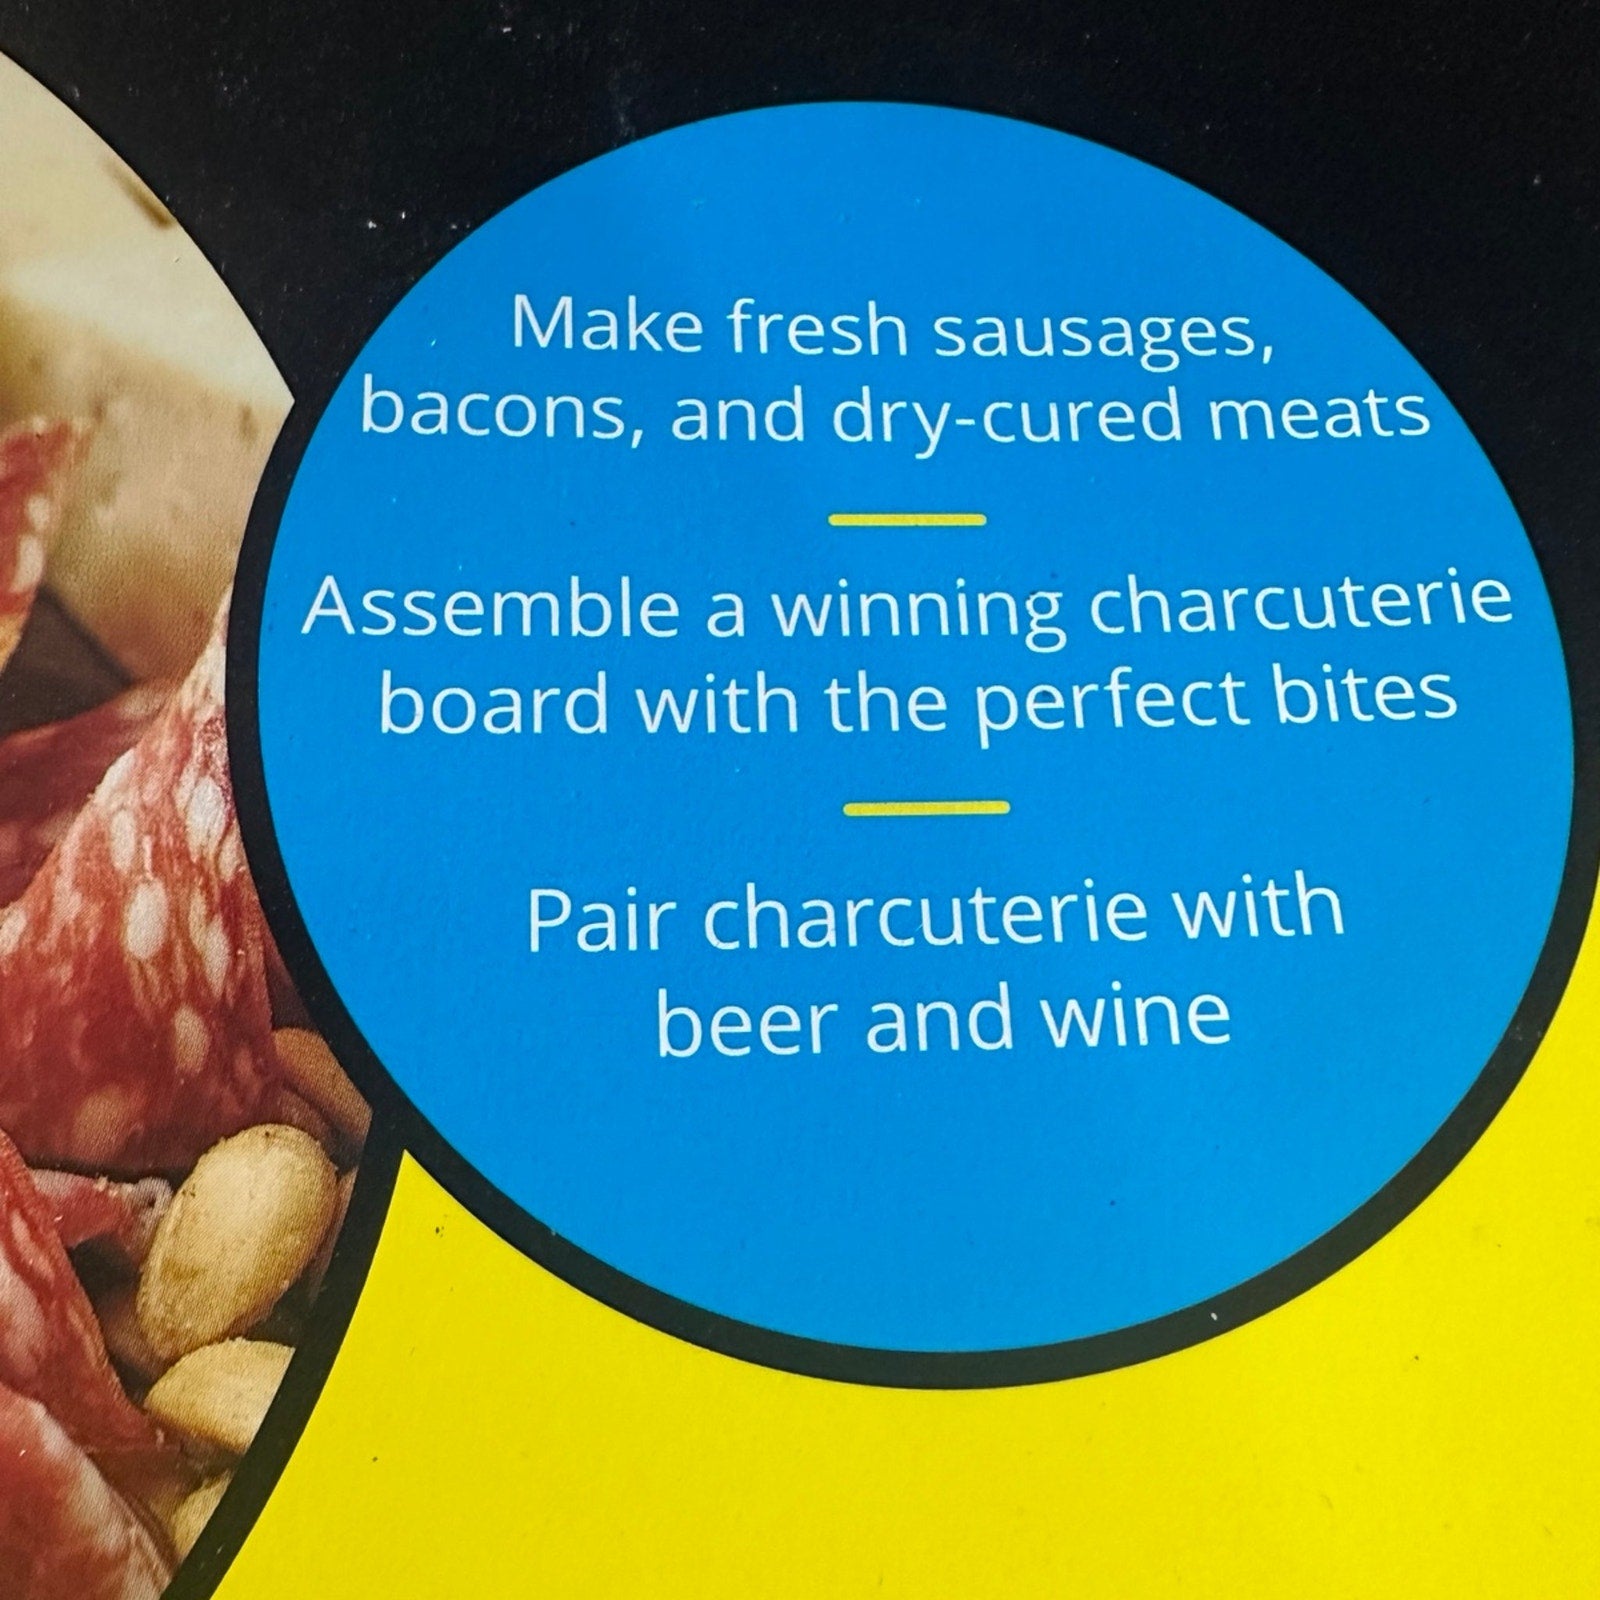 Make fresh sausages,
bacons, and dry-cured meats
Assemble a winning charcuterie
board with the perfect bites
Pair charcuterie with
beer and wine